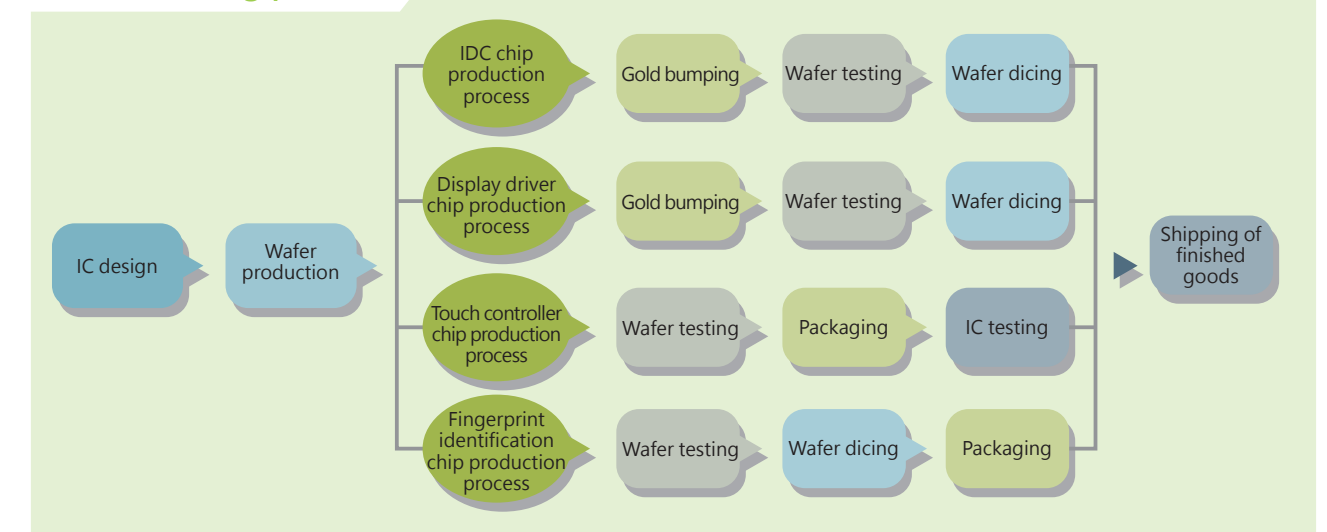 IC design
Wafer
production
IDC chip
production
process
Gold bumping
Wafer testing
Wafer dicing
Display driver
chip production
process
Gold bumping
Wafer testing
Wafer dicing
Touch controller
chip production
process
Wafer testing
Packaging
IC testing
Fingerprint
identification
chip production
process
Wafer testing
Wafer dicing
Packaging
Shipping of
finished
goods